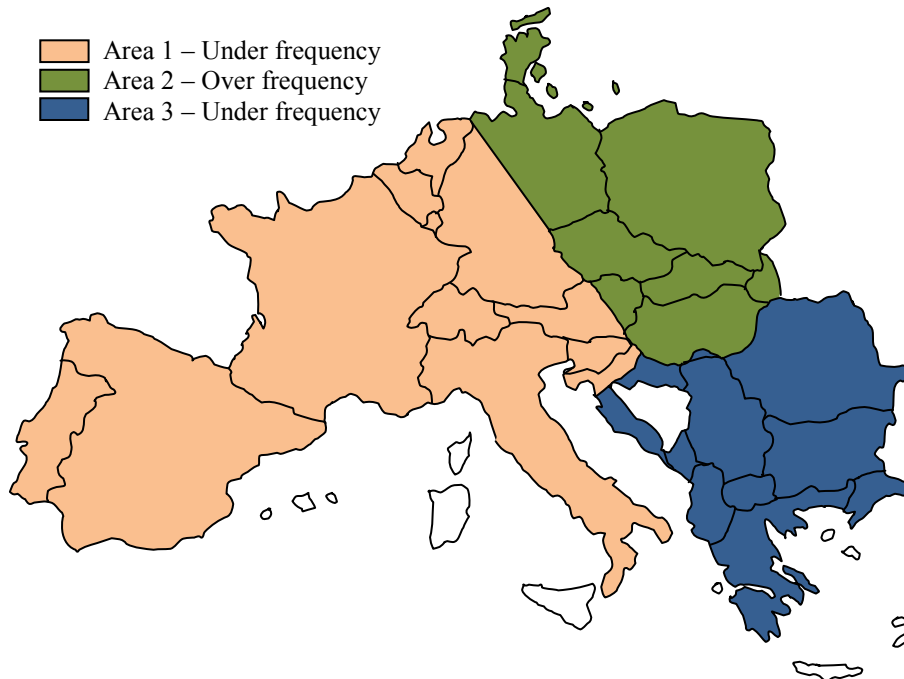 Area 1 – Under frequency
Area 2 – Over frequency
Area 3 – Under frequency